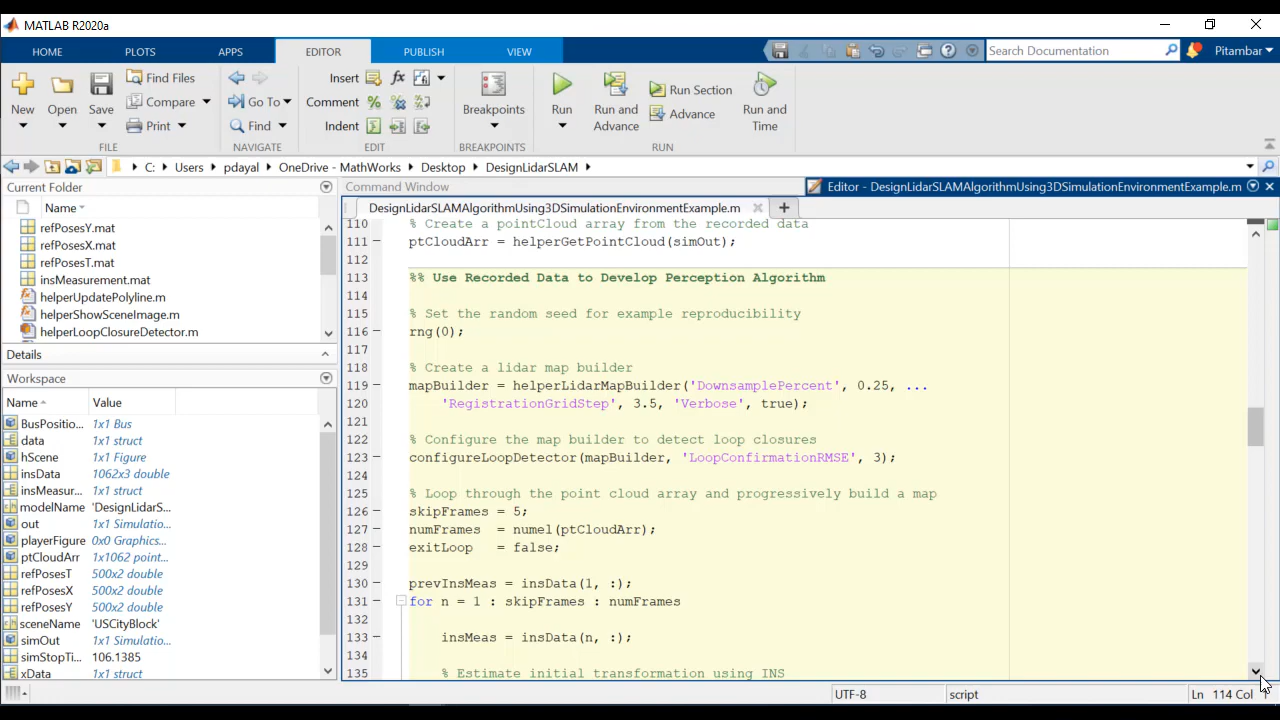 MATLAB R2020a
HOME PLOTS APPS EDITOR PUBLISH VIEW Search Documentation Pitambar
New Open Save Find Files Compare Print FILE
Go To Find NAVIGATE
Insert fx Comment % Indent EDIT
Breakpoints BREAKPOINTS
Run Run and Advance Run Section Advance Run and Time RUN
C: Users pdayal OneDrive - MathWorks Desktop DesignLidarSLAM
Current Folder
Name
refPosesY.mat
refPosesX.mat
refPosesT.mat
insMeasurement.mat
helperUpdatePolyline.m
helperShowSceneImage.m
helperLoopClosureDetector.m
Details
Workspace
Name Value
BusPositio... 1x1 Bus
data 1x1 struct
hScene 1x1 Figure
insData 1062x3 double
insMeasur... 1x1 struct
modelName 'DesignLidarS...
out 1x1 Simulatio...
playerFigure 0x0 Graphics...
ptCloudArr 1x1062 point...
refPosesT 500x2 double
refPosesX 500x2 double
refPosesY 500x2 double
sceneName 'USCityBlock'
simOut 1x1 Simulatio...
simStopTi... 106.1385
xData 1x1 struct
Command Window
Editor - DesignLidarSLAMAlgorithmUsing3DSimulationEnvironmentExample.m
DesignLidarSLAMAlgorithmUsing3DSimulationEnvironmentExample.m
110 % Create a pointCloud array from the recorded data
111 ptCloudArr = helperGetPointCloud(simOut);
112
113 %% Use Recorded Data to Develop Perception Algorithm
114
115 % Set the random seed for example reproducibility
116 rng(0);
117
118 % Create a lidar map builder
119 mapBuilder = helperLidarMapBuilder('DownsamplePercent', 0.25, ...
120 'RegistrationGridStep', 3.5, 'Verbose', true);
121
122 % Configure the map builder to detect loop closures
123 configureLoopDetector(mapBuilder, 'LoopConfirmationRMSE', 3);
124
125 % Loop through the point cloud array and progressively build a map
126 skipFrames = 5;
127 numFrames = numel(ptCloudArr);
128 exitLoop = false;
129
130 prevInsMeas = insData(1, :);
131 for n = 1 : skipFrames : numFrames
132
133 insMeas = insData(n, :);
134
135 % Estimate initial transformation using INS
UTF-8 script Ln 114 Col